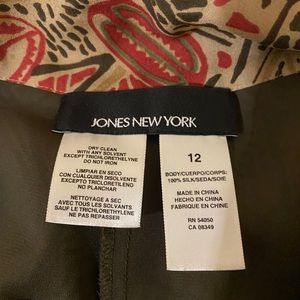 JONES NEW YORK
DRY CLEAN
WITH ANY SOLVENT
EXCEPT TRICHLORETHELYNE
DO NOT IRON
LIMPIAR EN SECO
CON CUALQUIER DISOLVENTE
EXCEPTO TRICLORETILENO
NO PLANCHAR
NETTOYAGE A SEC
AVEC TOUS LES SOLVANTS
SAUF LE TRICHLORETHYLENE
NE PAS REPASSER
12
BODY/CUERPO/CORPS:
100% SILK/SEDA/SOIE
MADE IN CHINA
HECHO EN CHINA
FABRIQUE EN CHINE
RN 54050
CA 08349